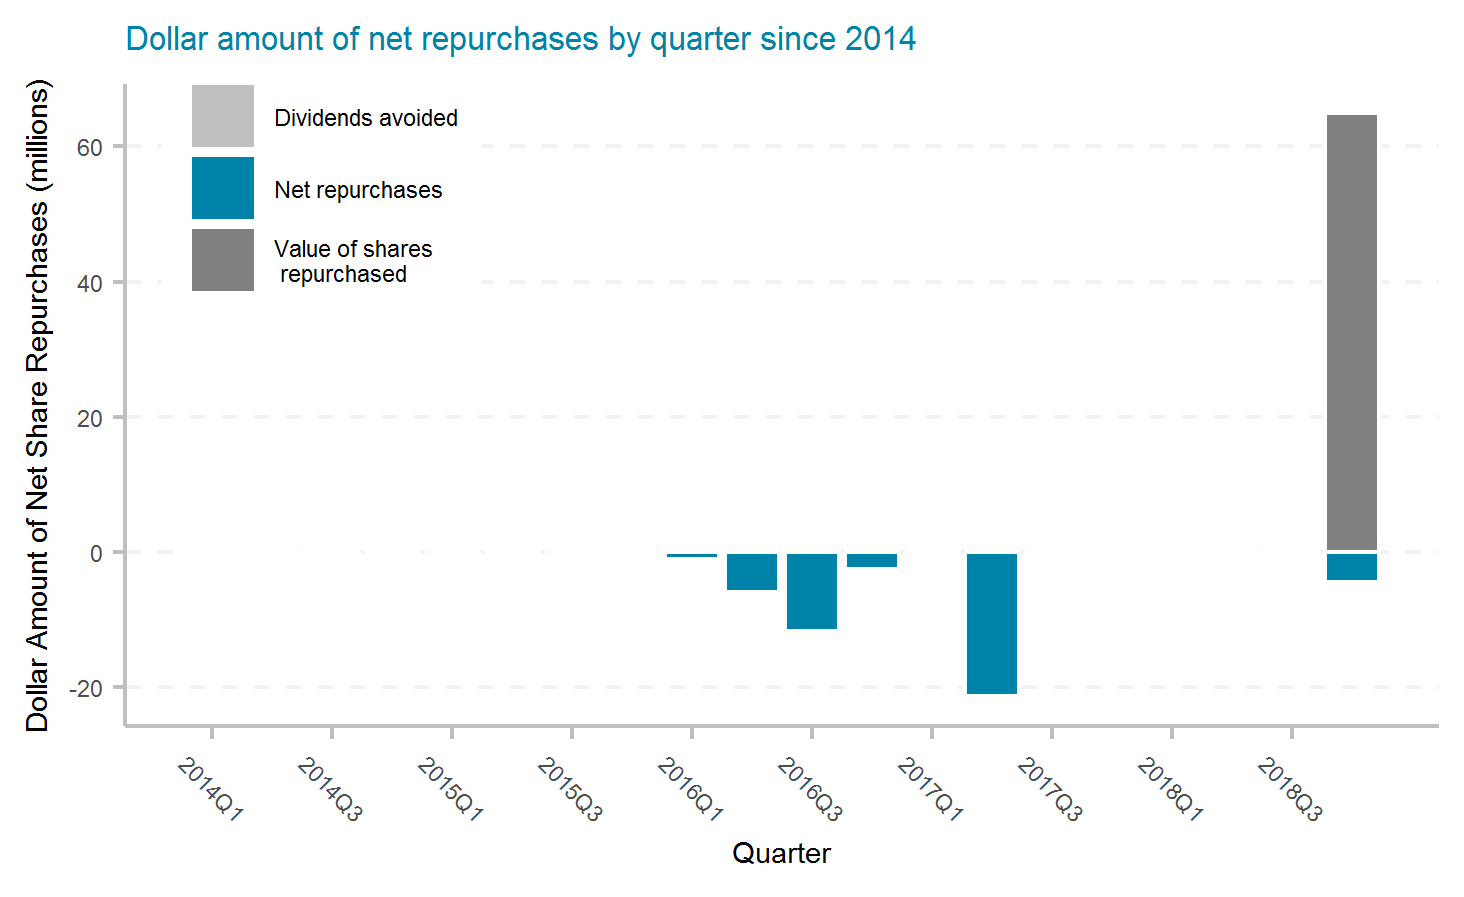 Dollar amount of net repurchases by quarter since 2014
Dollar Amount of Net Share Repurchases (millions)
60
40
20
0
-20
Dividends avoided
Net repurchases
Value of shares
repurchased
2014Q1
2014Q3
2015Q1
2015Q3
2016Q1
2016Q3
2017Q1
2017Q3
2018Q1
2018Q3
Quarter